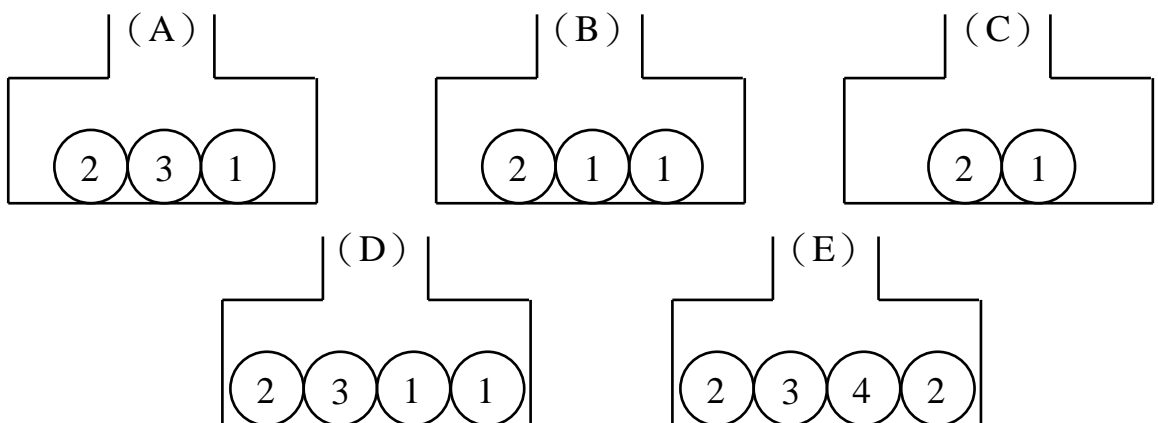 （A）
（B）
（C）
2 3 1
2 1 1
2 1
（D）
（E）
2 3 1 1
2 3 4 2